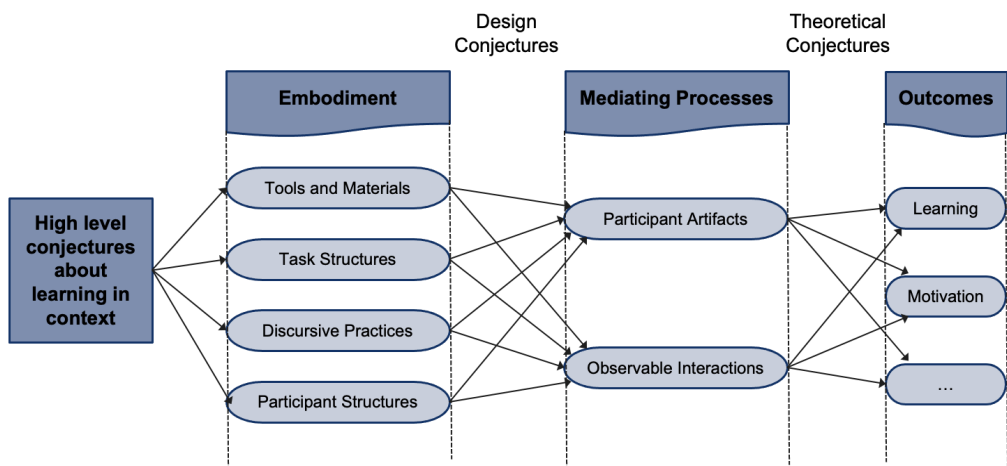 Design
Conjectures
Theoretical
Conjectures
Embodiment
Mediating Processes
Outcomes
High level
conjectures
about
learning in
context
Tools and Materials
Task Structures
Discursive Practices
Participant Structures
Participant Artifacts
Observable Interactions
Learning
Motivation
...